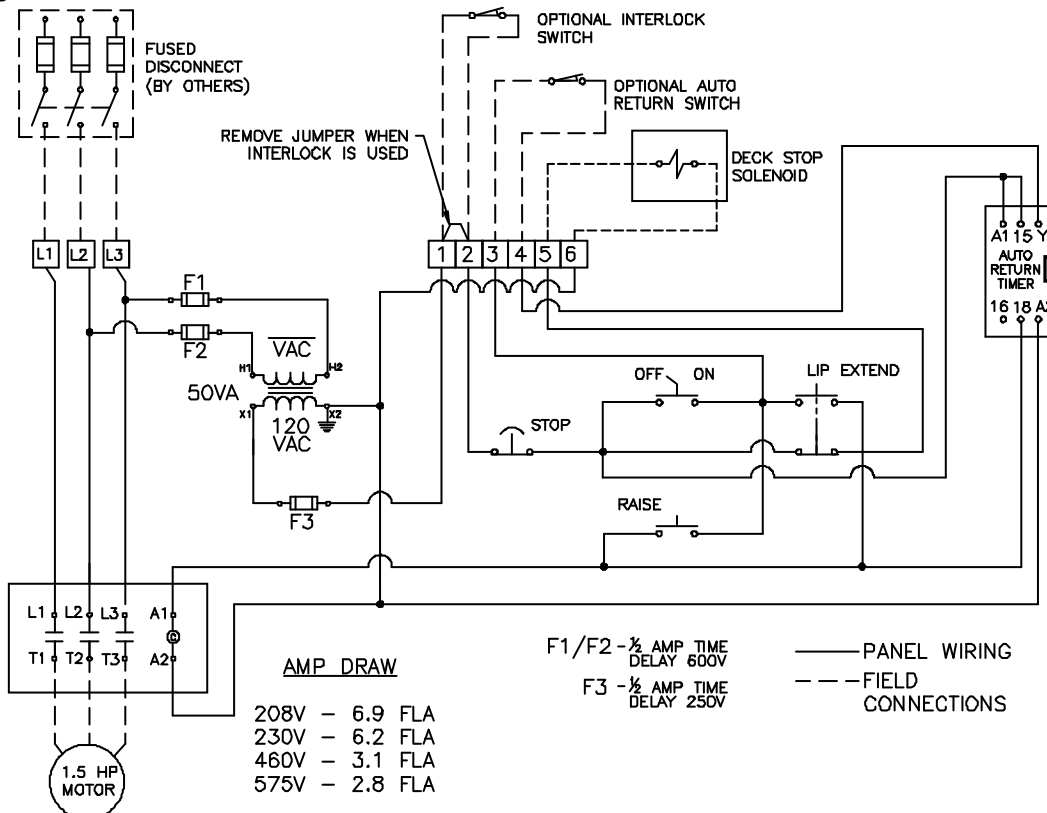 OPTIONAL INTERLOCK
SWITCH
FUSED
DISCONNECT
(BY OTHERS)
OPTIONAL AUTO
RETURN SWITCH
REMOVE JUMPER WHEN
INTERLOCK IS USED
DECK STOP
SOLENOID
L1 L2 L3
1 2 3 4 5 6
A1 15 Y
AUTO
RETURN
TIMER
16 18 A2
F1
F2
VAC
H1 H2
50VA
X1 X2
120
VAC
F3
OFF ON
LIP EXTEND
STOP
RAISE
L1 L2 L3 A1
C
T1 T2 T3 A2
1.5 HP
MOTOR
AMP DRAW
208V - 6.9 FLA
230V - 6.2 FLA
460V - 3.1 FLA
575V - 2.8 FLA
F1/F2 - ½ AMP TIME
DELAY 600V
F3 - ½ AMP TIME
DELAY 250V
PANEL WIRING
FIELD
CONNECTIONS